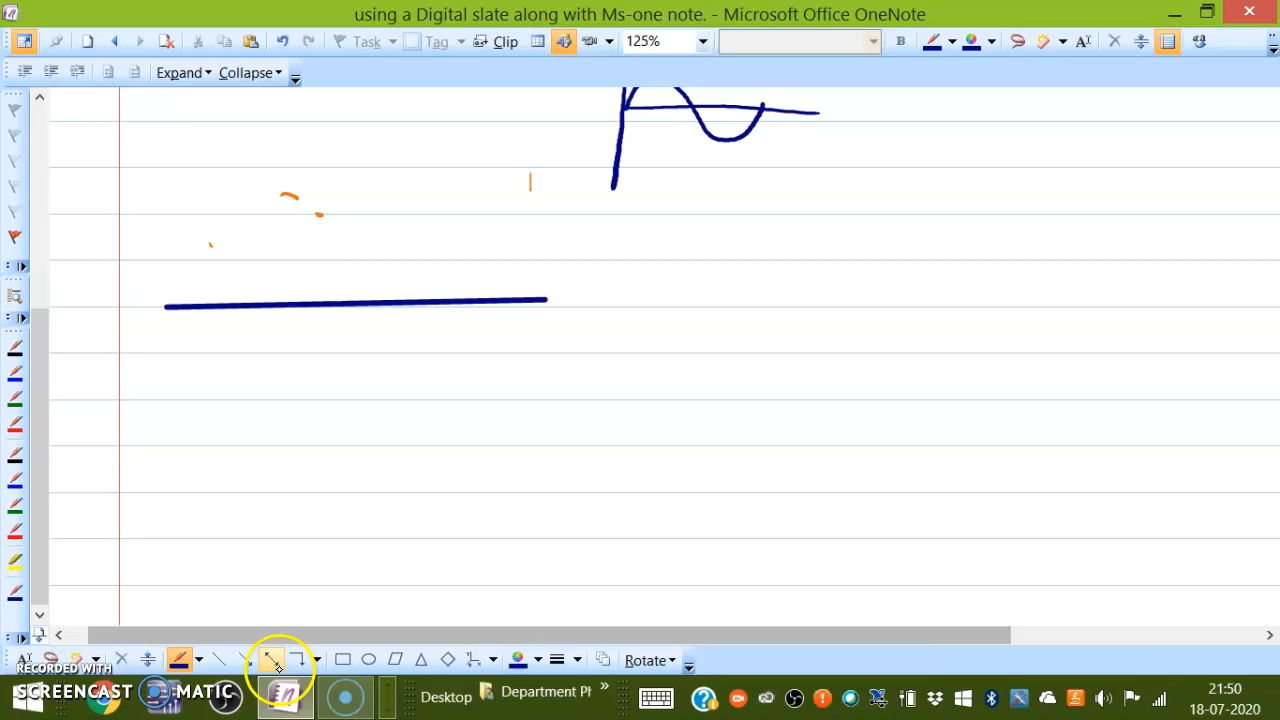 using a Digital slate along with Ms-one note. - Microsoft Office OneNote
Task Tag Clip 125% B A
Expand Collapse
Rotate
RECORDED WITH
SCREENCAST MATIC
Desktop Department Ph
21:50
18-07-2020